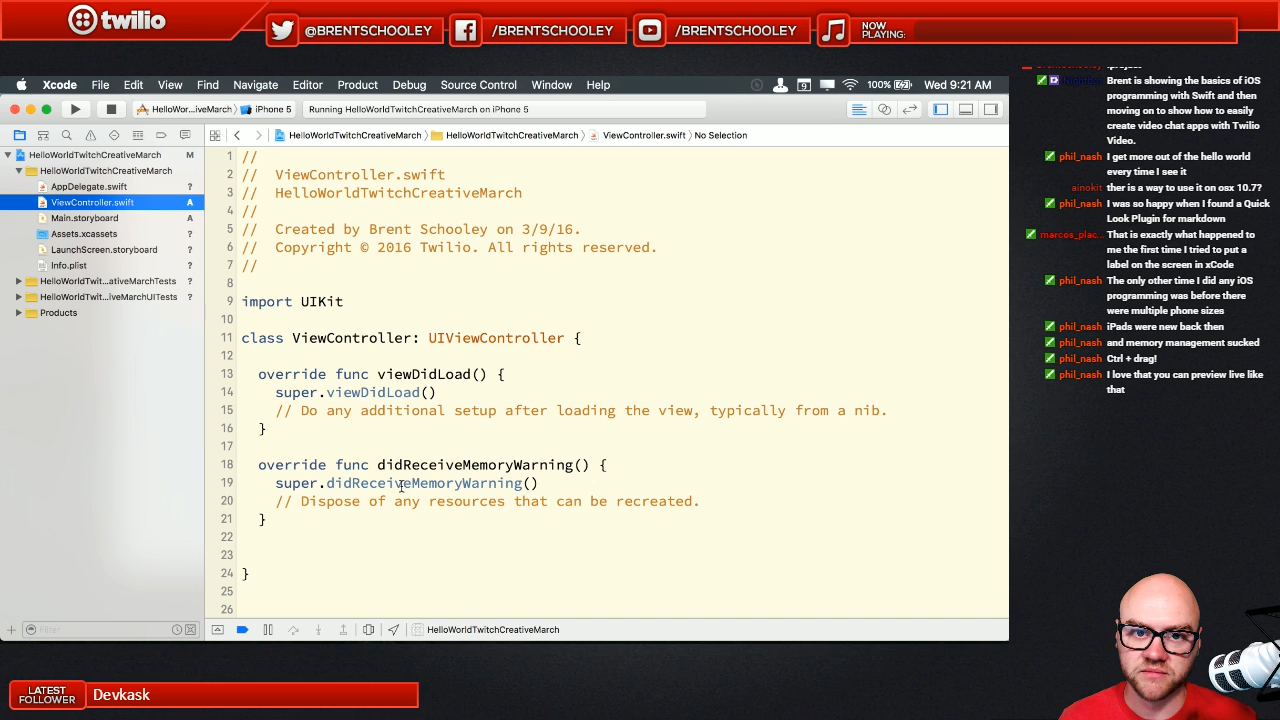 twilio
@BRENTSCHOOLEY
/BRENTSCHOOLEY
/BRENTSCHOOLEY
NOW
PLAYING:
Xcode File Edit View Find Navigate Editor Product Debug Source Control Window Help
9
100%
Wed 9:21 AM
HelloWor...iveMarch
iPhone 5
Running HelloWorldTwitchCreativeMarch on iPhone 5
HelloWorldTwitchCreativeMarch
HelloWorldTwitchCreativeMarch
ViewController.swift
No Selection
HelloWorldTwitchCreativeMarch M
HelloWorldTwitchCreativeMarch
AppDelegate.swift ?
ViewController.swift A
Main.storyboard A
Assets.xcassets ?
LaunchScreen.storyboard ?
Info.plist ?
HelloWorldTwit...ativeMarchTests ?
HelloWorldTwit...iveMarchUITests ?
Products
Filter
1 //
2 //  ViewController.swift
3 //  HelloWorldTwitchCreativeMarch
4 //
5 //  Created by Brent Schooley on 3/9/16.
6 //  Copyright © 2016 Twilio. All rights reserved.
7 //
8
9 import UIKit
10
11 class ViewController: UIViewController {
12
13 override func viewDidLoad() {
14 super.viewDidLoad()
15 // Do any additional setup after loading the view, typically from a nib.
16 }
17
18 override func didReceiveMemoryWarning() {
19 super.didReceiveMemoryWarning()
20 // Dispose of any resources that can be recreated.
21 }
22
23
24 }
25
26
HelloWorldTwitchCreativeMarch
Brent is showing the basics of iOS
programming with Swift and then
moving on to show how to easily
create video chat apps with Twilio
Video.
phil_nash I get more out of the hello world
every time I see it
ainokit ther is a way to use it on osx 10.7?
phil_nash I was so happy when I found a Quick
Look Plugin for markdown
marcos_plac... That is exactly what happened to
me the first time I tried to put a
label on the screen in xCode
phil_nash The only other time I did any iOS
programming was before there
were multiple phone sizes
phil_nash iPads were new back then
phil_nash and memory management sucked
phil_nash Ctrl + drag!
phil_nash I love that you can preview live like
that
LATEST
FOLLOWER
Devkask